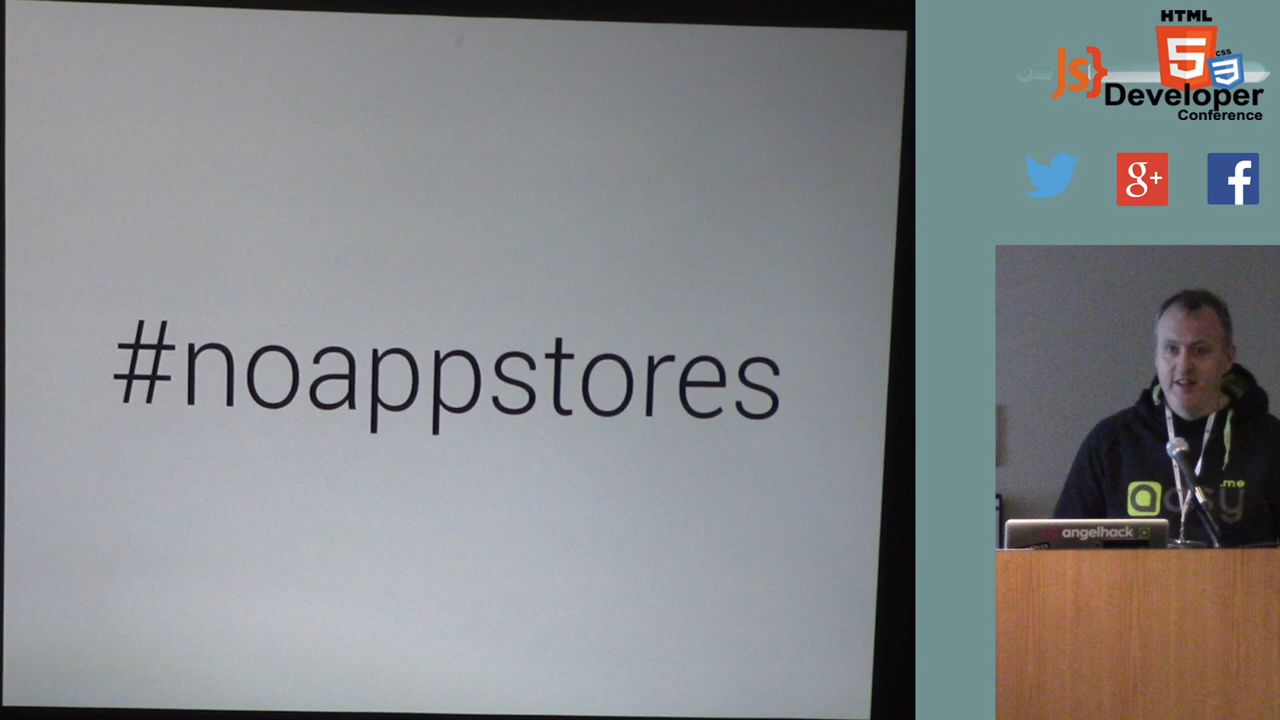 #noappstores
HTML
5
CSS
3
JS}
Developer
Conference
g+
f
.me
angelhack